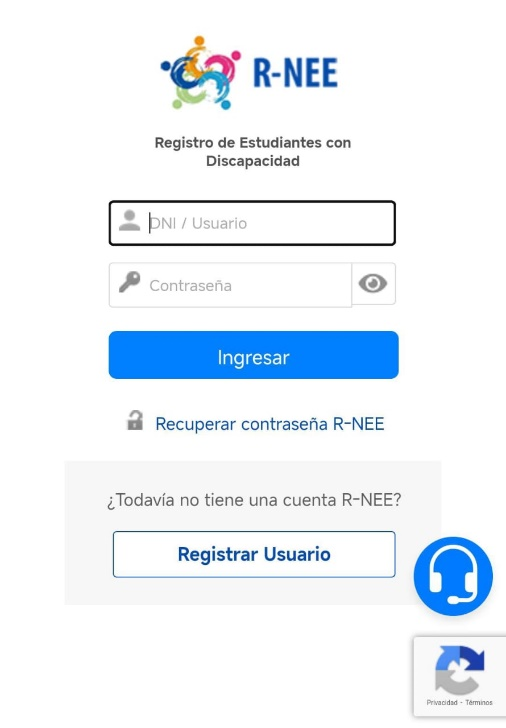 R-NEE
Registro de Estudiantes con
Discapacidad
DNI / Usuario
Contraseña
Ingresar
Recuperar contraseña R-NEE
¿Todavía no tiene una cuenta R-NEE?
Registrar Usuario
Privacidad - Términos